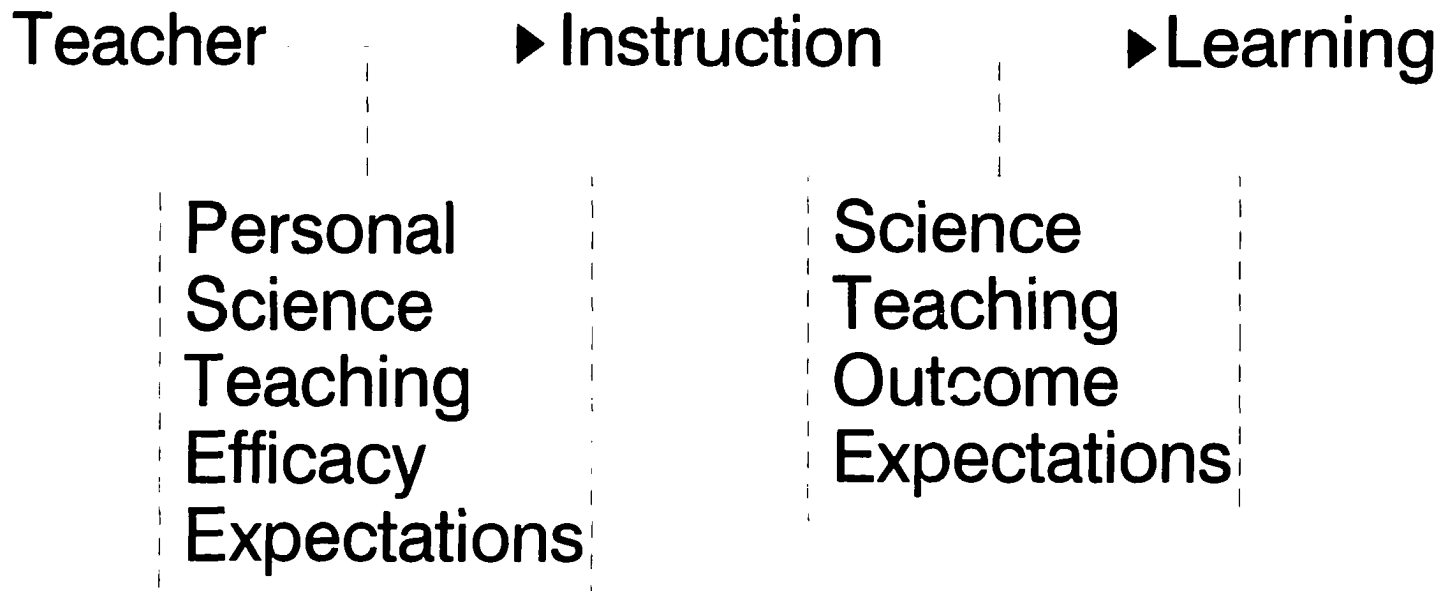 Teacher ▶Instruction ▶Learning
Personal
Science
Teaching
Efficacy
Expectations
Science
Teaching
Outcome
Expectations